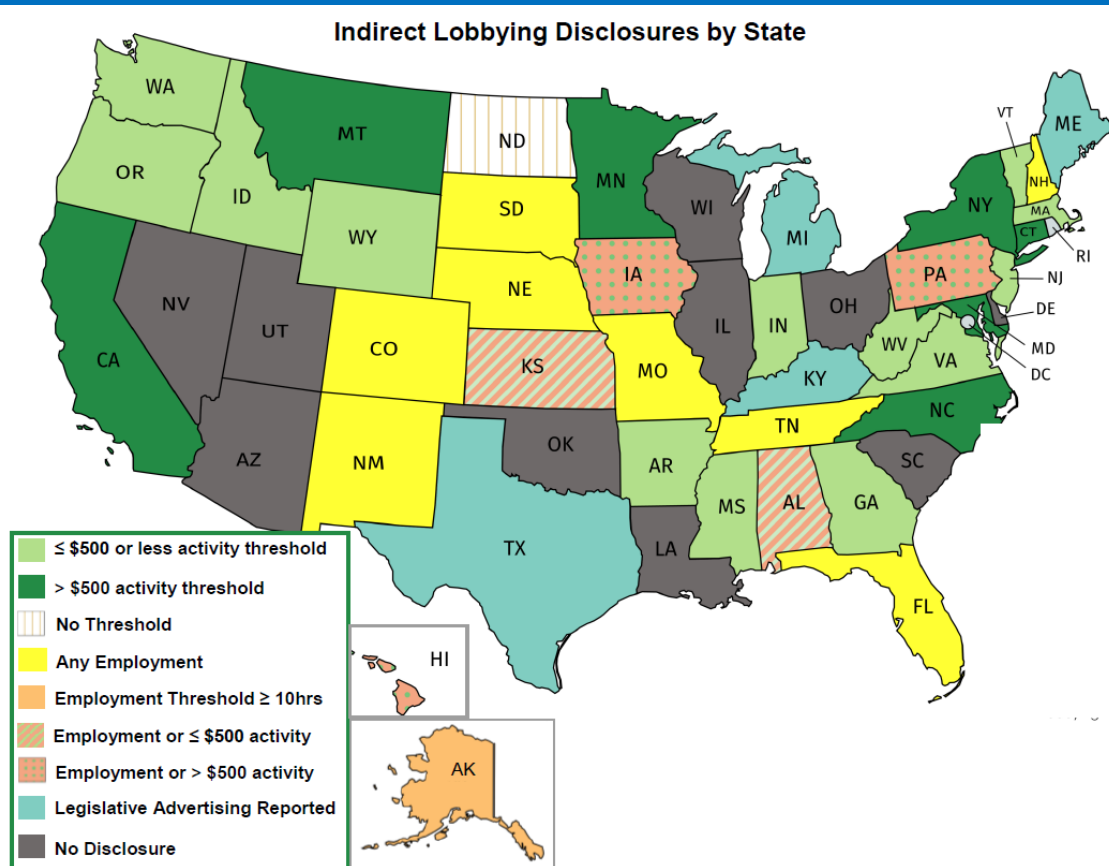 Indirect Lobbying Disclosures by State
WA
MT
ND
MN
OR
ID
WY
SD
WI
MI
VT
ME
NH
NY
MA
CT
RI
NV
UT
CA
CO
NE
IA
IL
IN
OH
PA
NJ
DE
MD
DC
WV
VA
KS
MO
KY
NC
TN
AZ
NM
OK
AR
SC
MS
AL
GA
TX
LA
FL
HI
AK
≤ $500 or less activity threshold
> $500 activity threshold
No Threshold
Any Employment
Employment Threshold ≥ 10hrs
Employment or ≤ $500 activity
Employment or > $500 activity
Legislative Advertising Reported
No Disclosure